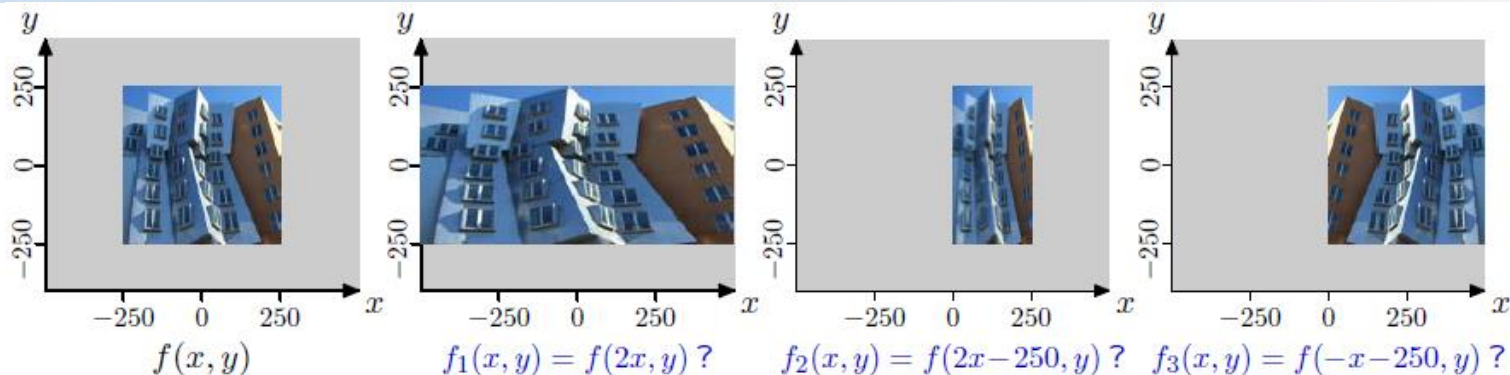 y y y y
250 250 250 250
0 0 0 0
−250 −250 −250 −250
x x x x
−250 0 250 −250 0 250 −250 0 250 −250 0 250
f(x, y) f₁(x, y) = f(2x, y) ? f₂(x, y) = f(2x−250, y) ? f₃(x, y) = f(−x−250, y) ?